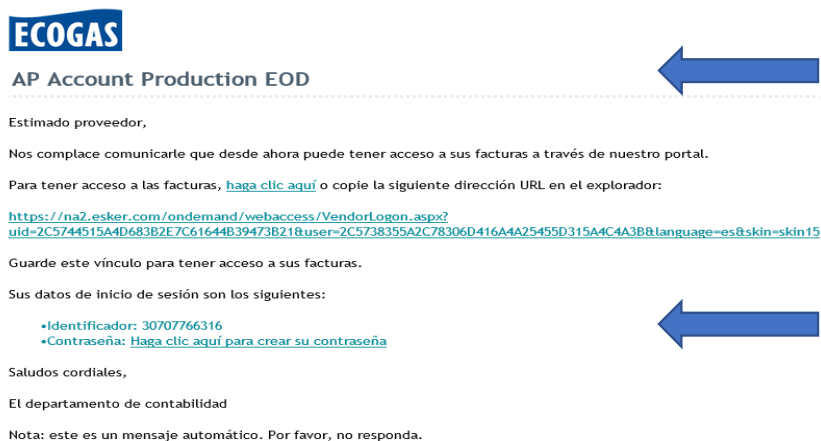 ECOGAS
AP Account Production EOD
Estimado proveedor,
Nos complace comunicarle que desde ahora puede tener acceso a sus facturas a través de nuestro portal.
Para tener acceso a las facturas, haga clic aquí o copie la siguiente dirección URL en el explorador:
https://na2.esker.com/ondemand/webaccess/VendorLogon.aspx?
uid=2C5744515A4D683B2E7C61644B39473B21&user=2C5738355A2C78306D416A4A25455D315A4C4A3B&language=es&skin=skin15
Guarde este vínculo para tener acceso a sus facturas.
Sus datos de inicio de sesión son los siguientes:
•Identificador: 30707766316
•Contraseña: Haga clic aquí para crear su contraseña
Saludos cordiales,
El departamento de contabilidad
Nota: este es un mensaje automático. Por favor, no responda.